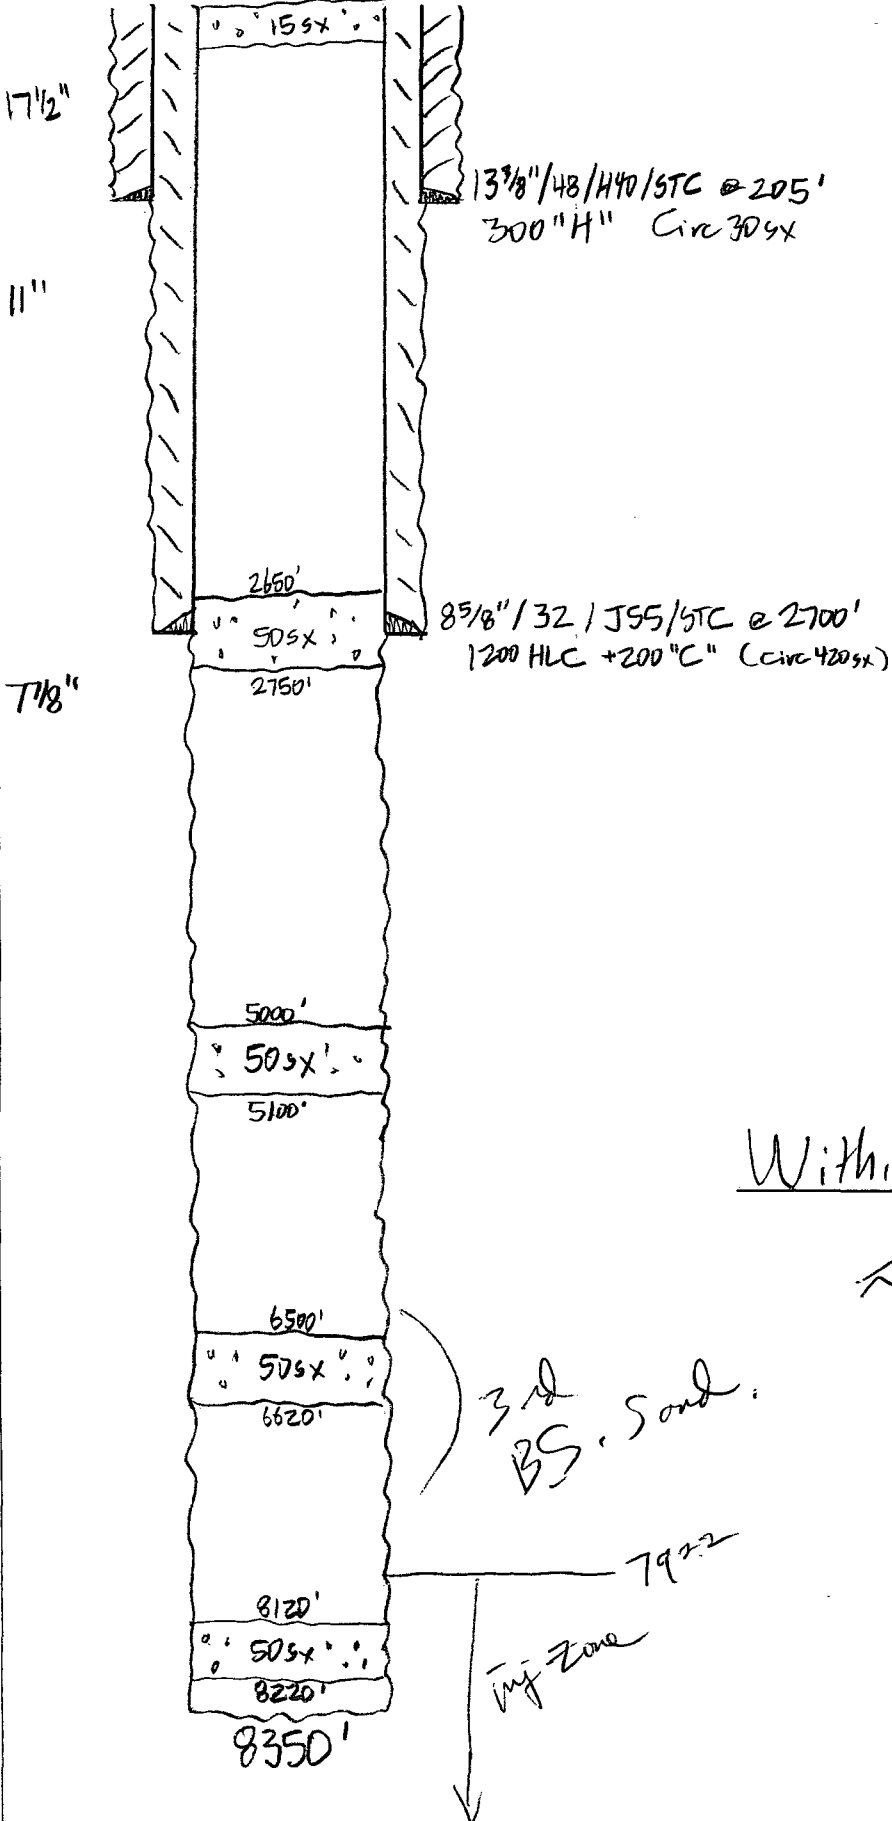 15sx
17½"
13⅜"/48/H40/STC @ 205'
300 "H" Circ 30sx
11"
2650'
50sx
8⅝"/32/J55/STC @ 2700'
1200 HLC + 200 "C" (circ 420sx)
2750'
7⅞"
5000'
50sx
5100'
With
6500'
50sx
6620'
3rd
BS. Sand.
7922
8120'
50sx
inj zone
8220'
8350'